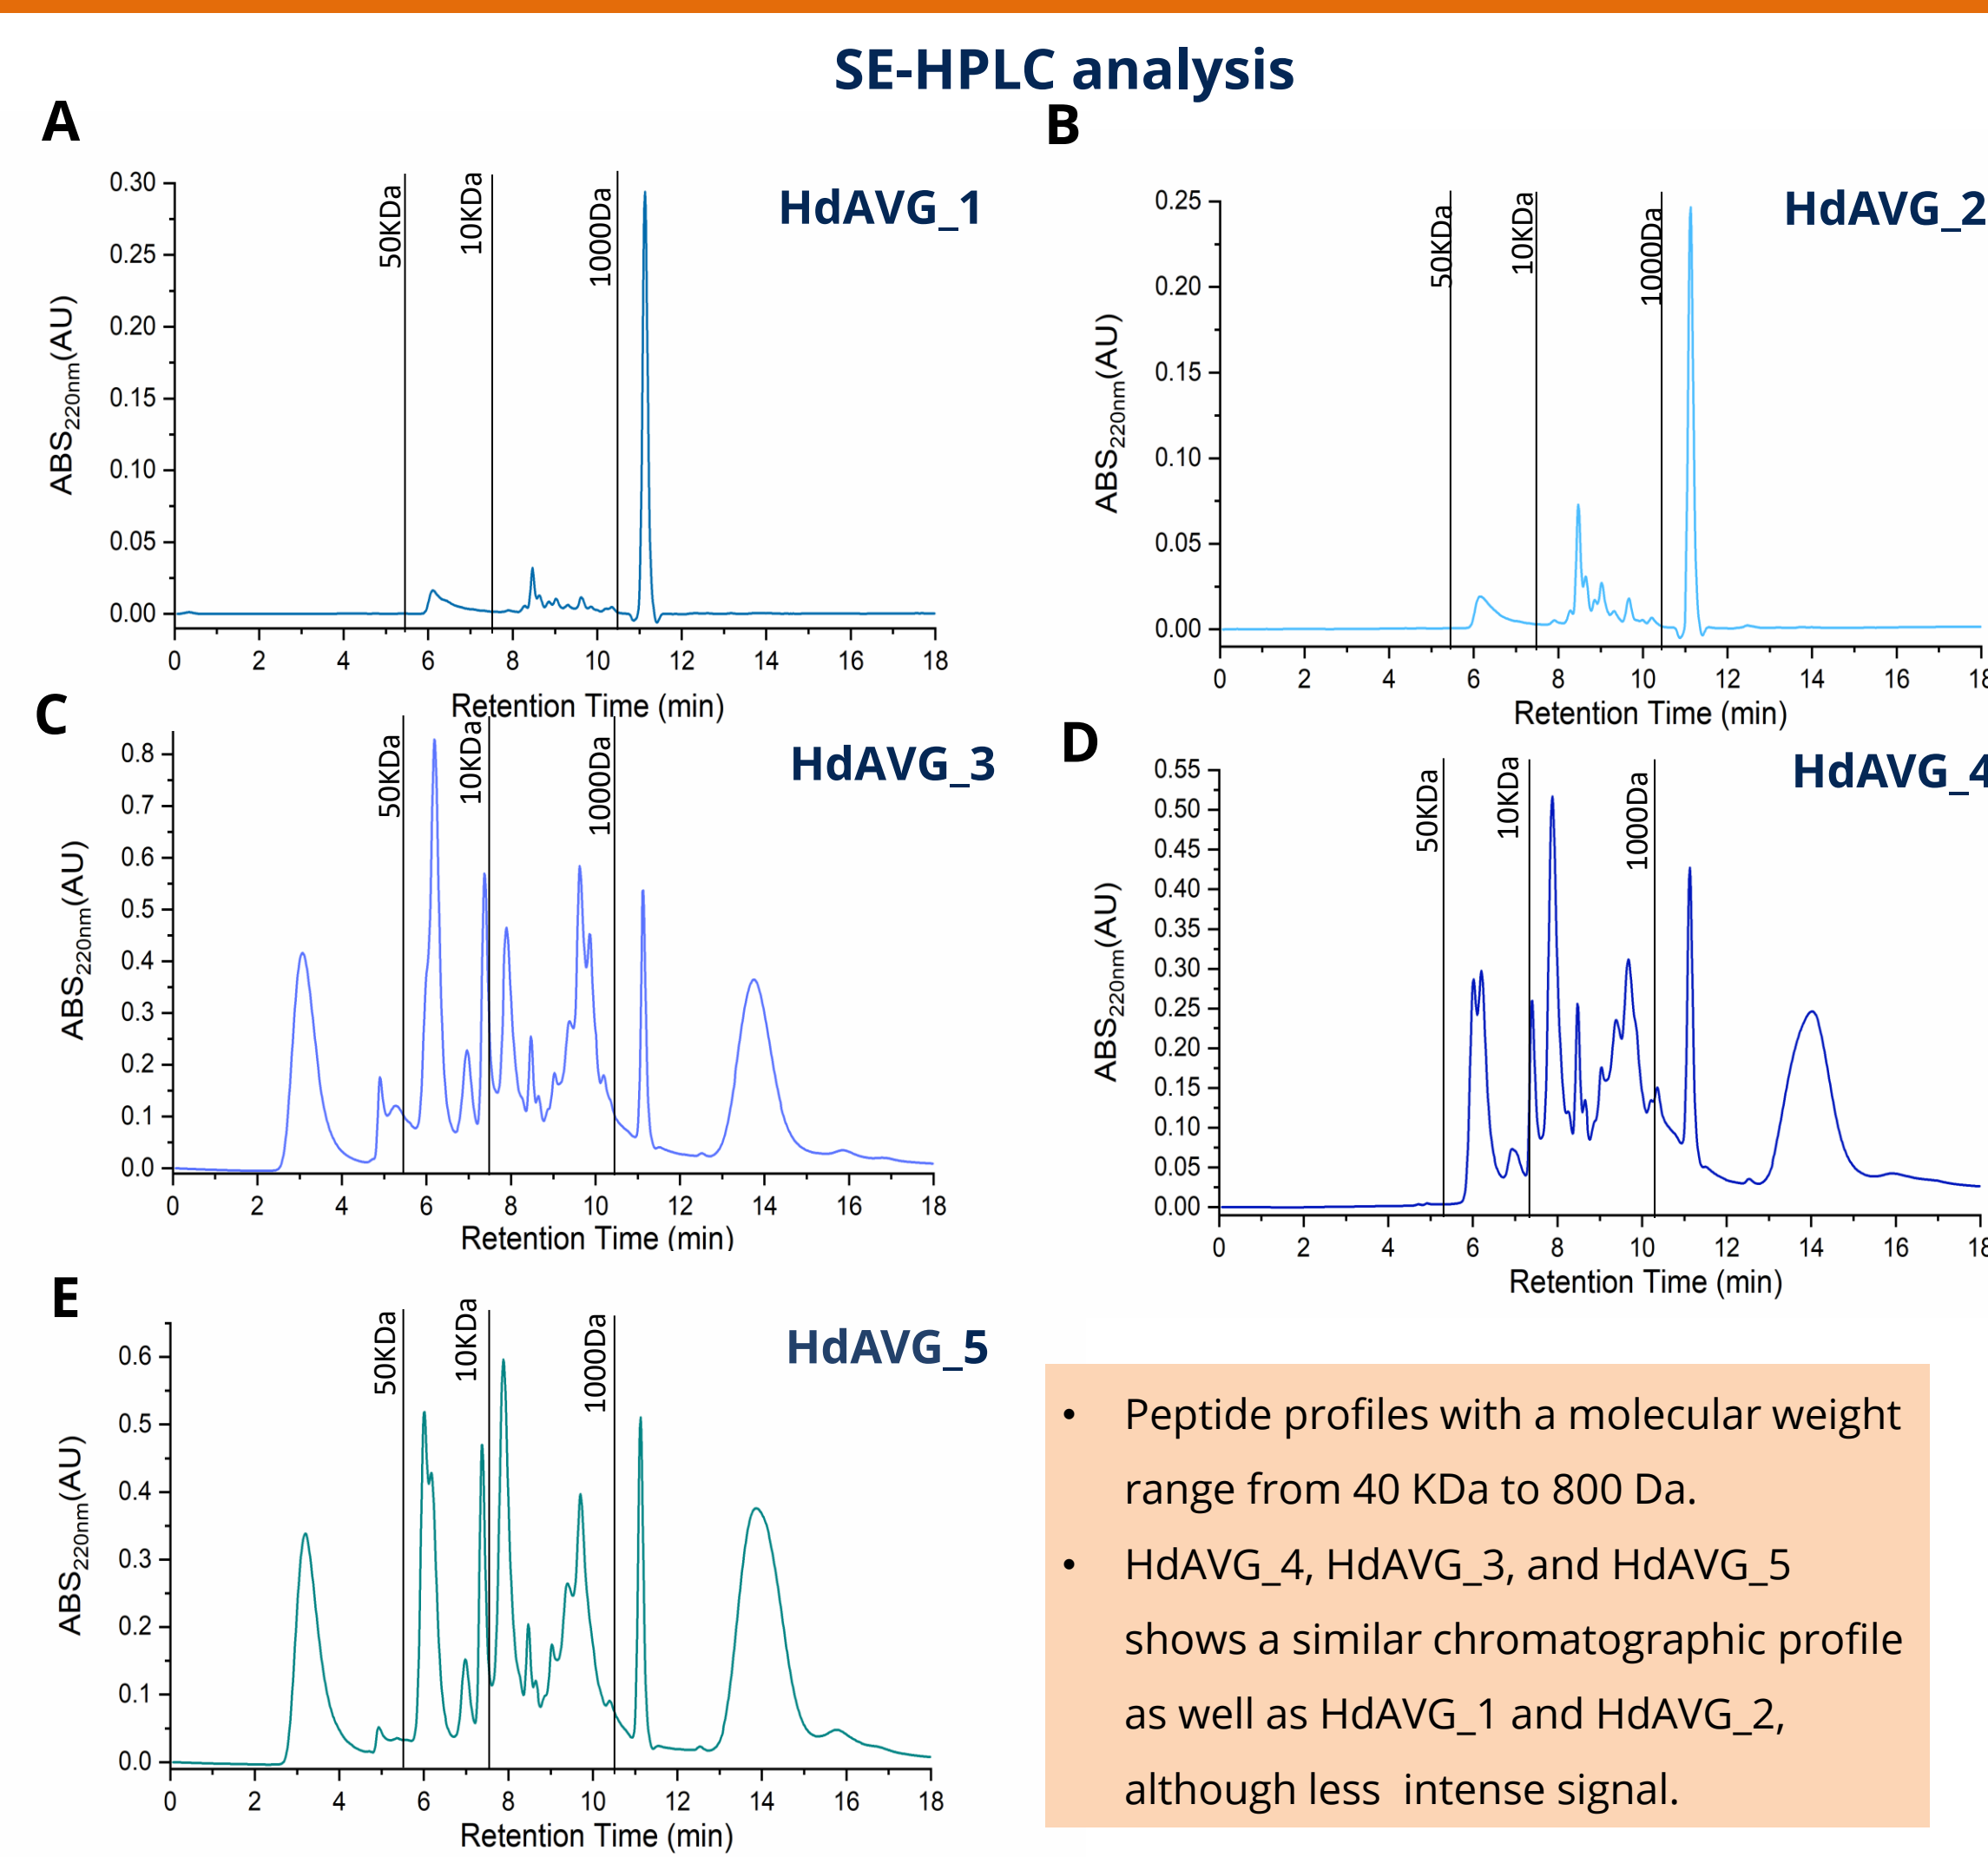 SE-HPLC analysis
A
HdAVG_1
50KDa
10KDa
1000Da
0.30
0.25
0.20
0.15
0.10
0.05
0.00
ABS220nm(AU)
0 2 4 6 8 10 12 14 16 18
Retention Time (min)
B
HdAVG_2
50KDa
10KDa
1000Da
0.25
0.20
0.15
0.10
0.05
0.00
ABS220nm(AU)
0 2 4 6 8 10 12 14 16 18
Retention Time (min)
C
HdAVG_3
50KDa
10KDa
1000Da
0.8
0.7
0.6
0.5
0.4
0.3
0.2
0.1
0.0
ABS220nm(AU)
0 2 4 6 8 10 12 14 16 18
Retention Time (min)
D
HdAVG_4
50KDa
10KDa
1000Da
0.55
0.50
0.45
0.40
0.35
0.30
0.25
0.20
0.15
0.10
0.05
0.00
ABS220nm(AU)
0 2 4 6 8 10 12 14 16 18
Retention Time (min)
E
HdAVG_5
50KDa
10KDa
1000Da
0.6
0.5
0.4
0.3
0.2
0.1
0.0
ABS220nm(AU)
0 2 4 6 8 10 12 14 16 18
Retention Time (min)
• Peptide profiles with a molecular weight
range from 40 KDa to 800 Da.
• HdAVG_4, HdAVG_3, and HdAVG_5
shows a similar chromatographic profile
as well as HdAVG_1 and HdAVG_2,
although less intense signal.